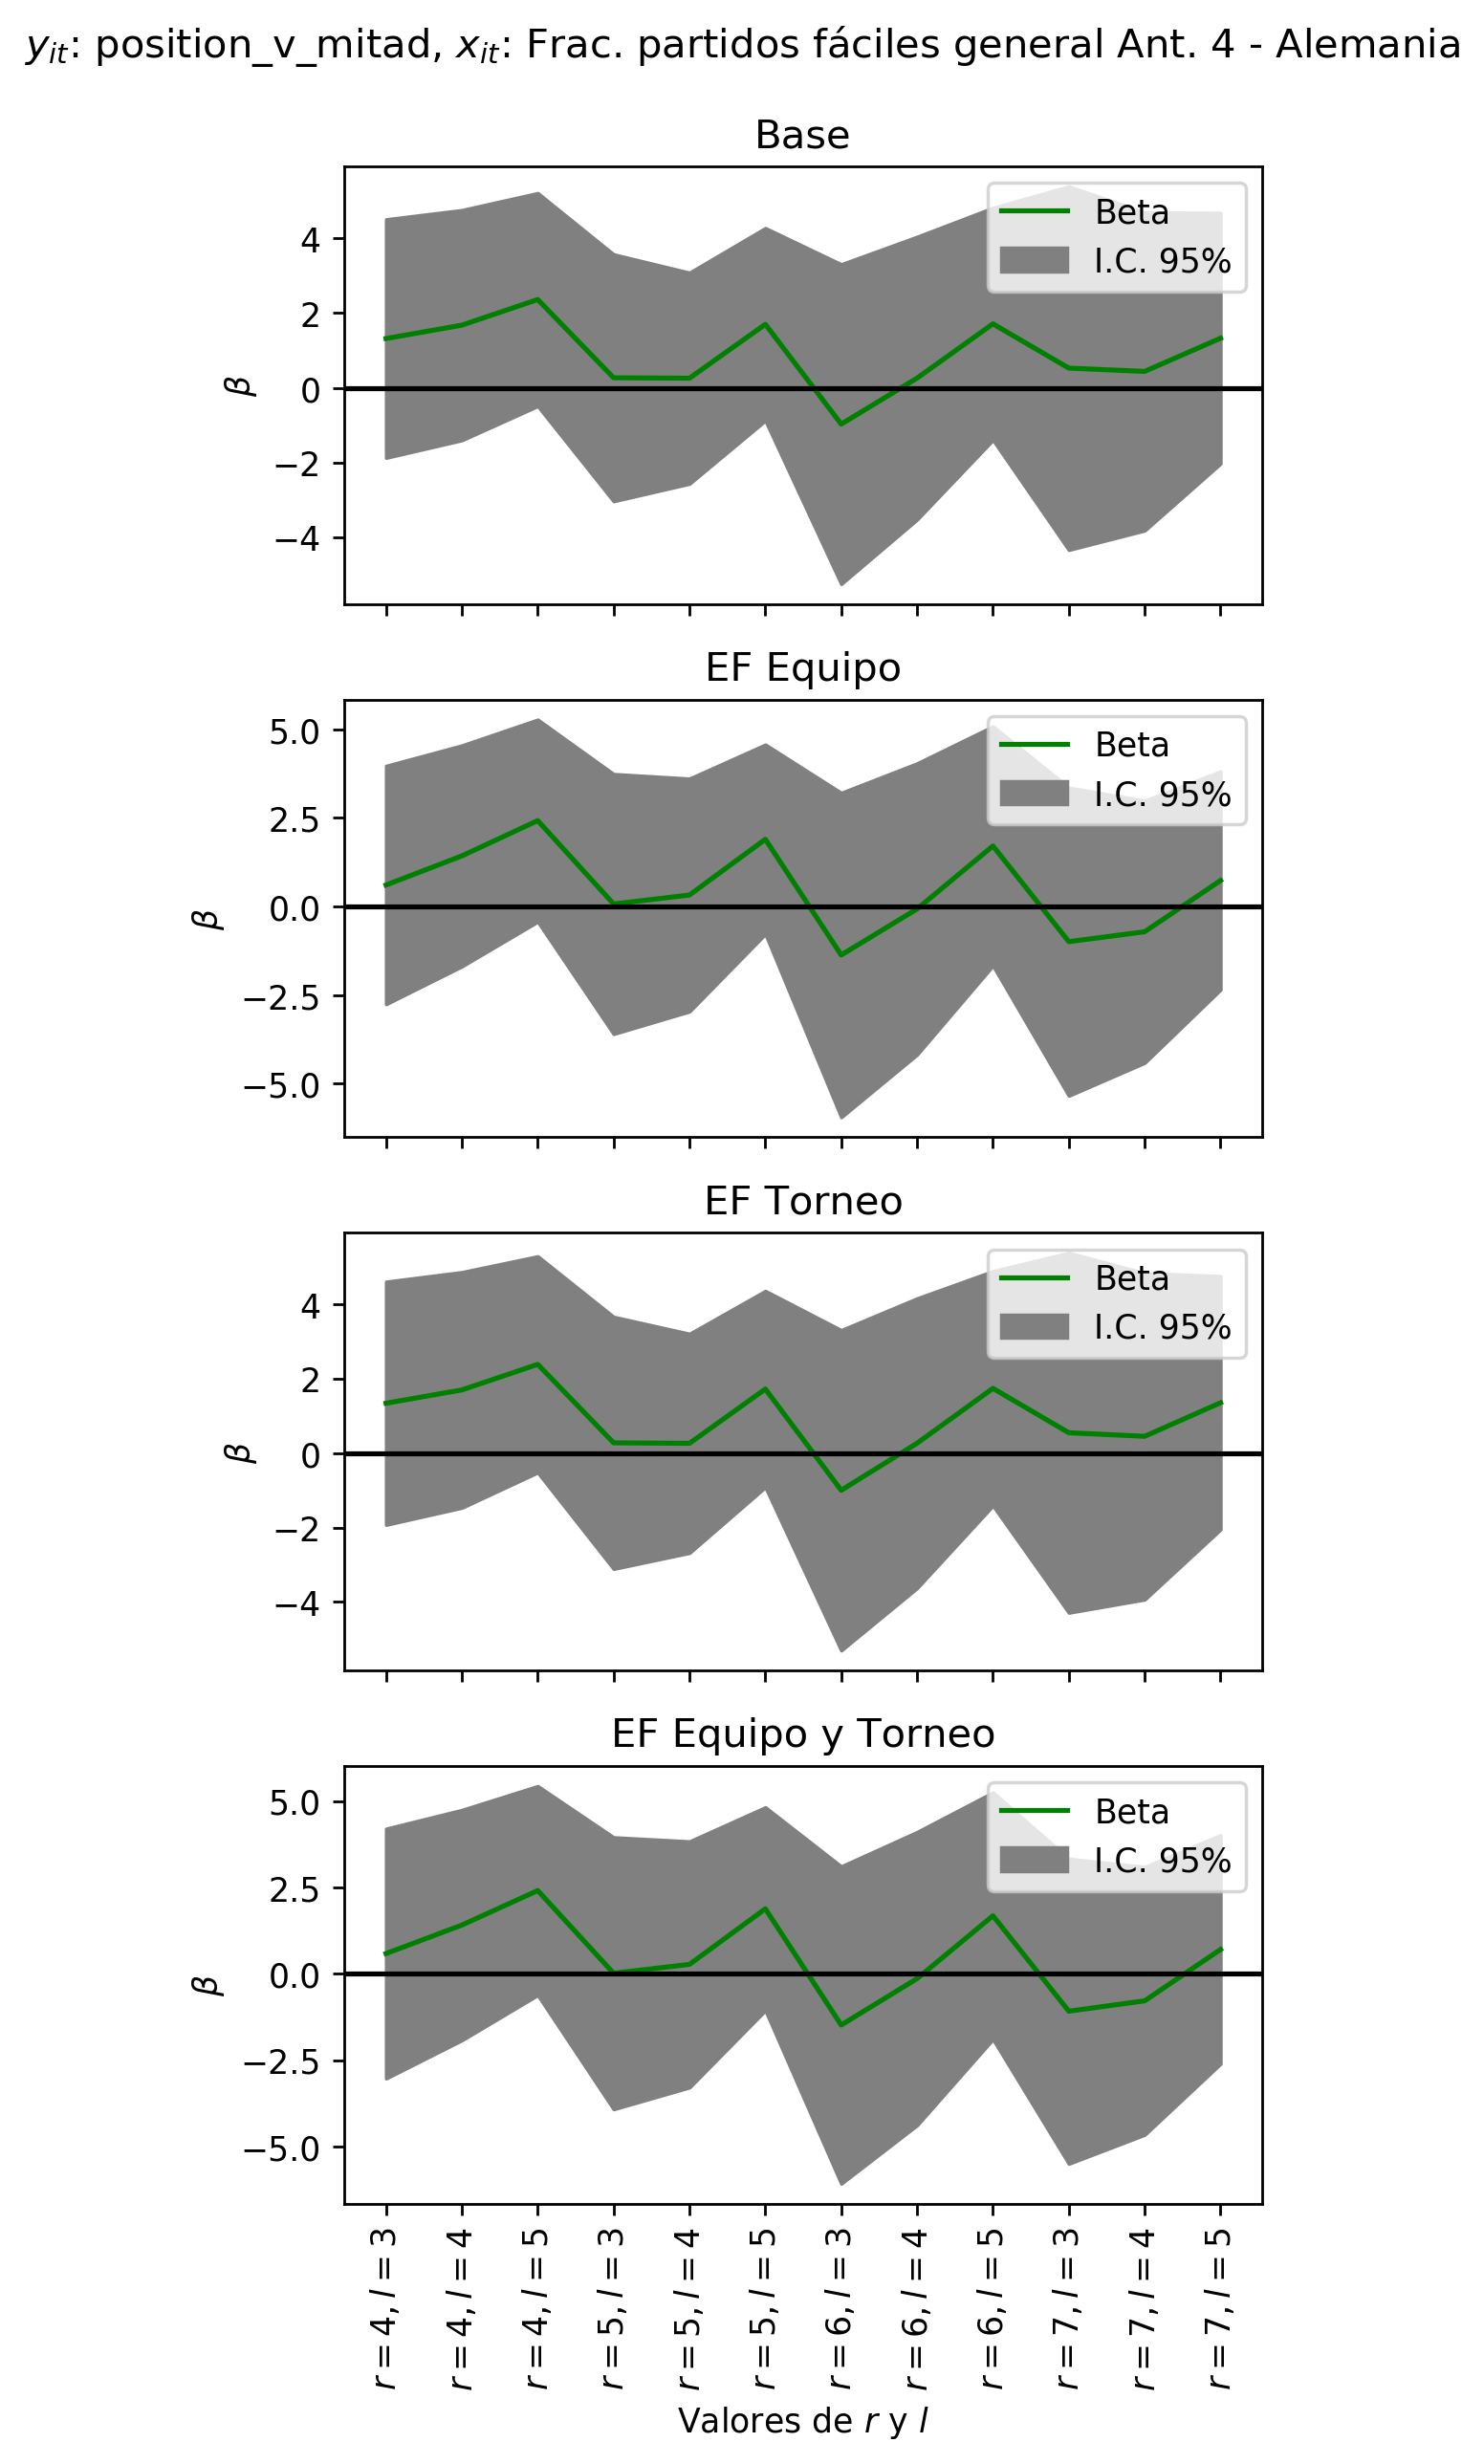 y_it: position_v_mitad, x_it: Frac. partidos fáciles general Ant. 4 - Alemania
Base
Beta
I.C. 95%
4
2
0
−2
−4
β
EF Equipo
Beta
I.C. 95%
5.0
2.5
0.0
−2.5
−5.0
β
EF Torneo
Beta
I.C. 95%
4
2
0
−2
−4
β
EF Equipo y Torneo
Beta
I.C. 95%
5.0
2.5
0.0
−2.5
−5.0
β
r = 4, l = 3
r = 4, l = 4
r = 4, l = 5
r = 5, l = 3
r = 5, l = 4
r = 5, l = 5
r = 6, l = 3
r = 6, l = 4
r = 6, l = 5
r = 7, l = 3
r = 7, l = 4
r = 7, l = 5
Valores de r y l